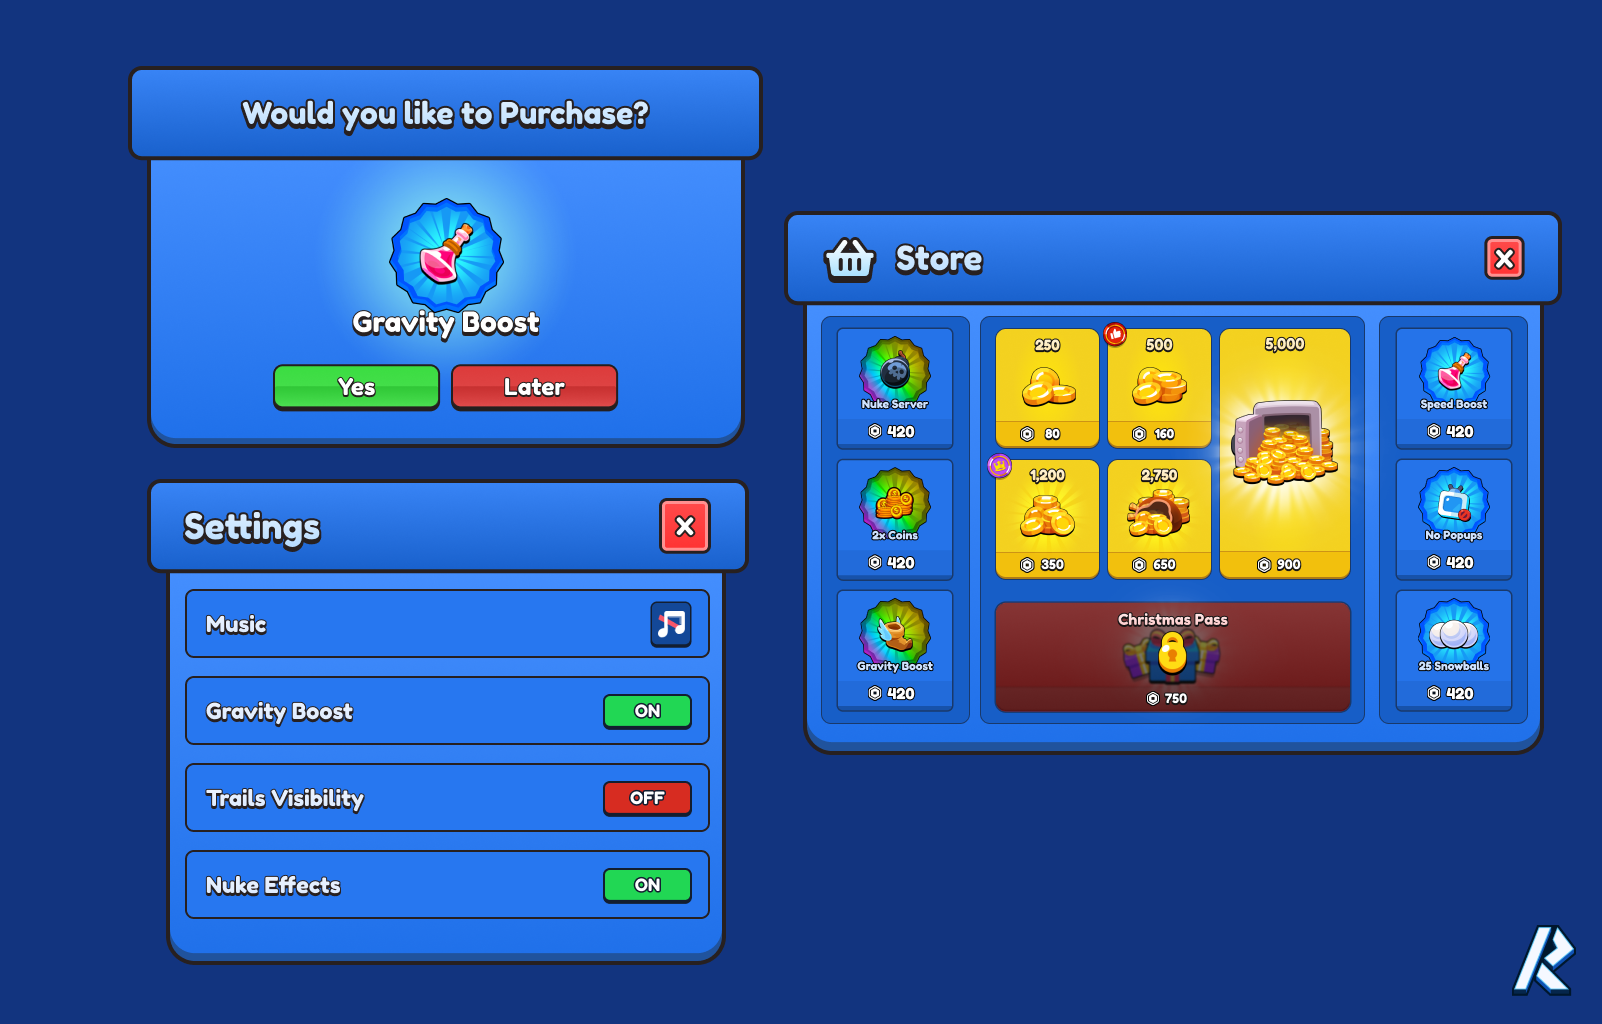 Would you like to Purchase?
Gravity Boost
Yes
Later
Settings
Music
Gravity Boost
ON
Trails Visibility
OFF
Nuke Effects
ON
Store
Nuke Server
420
2x Coins
420
Gravity Boost
420
250
80
500
160
5,000
900
1,200
350
2,750
650
Christmas Pass
750
Speed Boost
420
No Popups
420
25 Snowballs
420
R